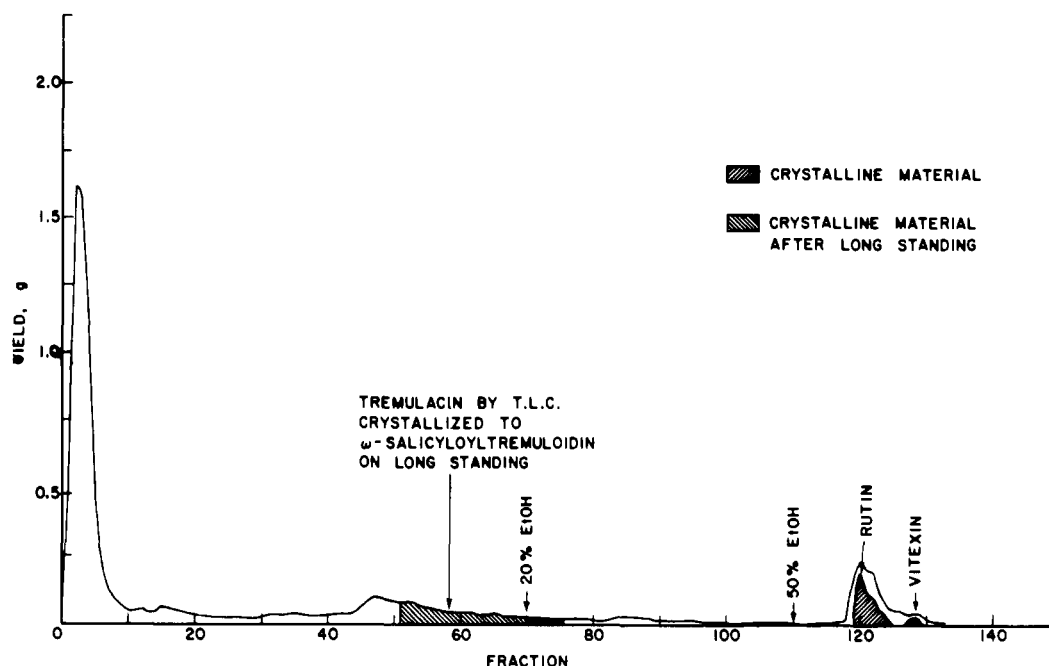 2.0
1.5
1.0
0.5
YIELD, g
CRYSTALLINE MATERIAL
CRYSTALLINE MATERIAL
AFTER LONG STANDING
TREMULACIN BY T.L.C.
CRYSTALLIZED TO
ω-SALICYLOYLTREMULOIDIN
ON LONG STANDING
20% EtOH
50% EtOH
RUTIN
VITEXIN
0 20 40 60 80 100 120 140
FRACTION